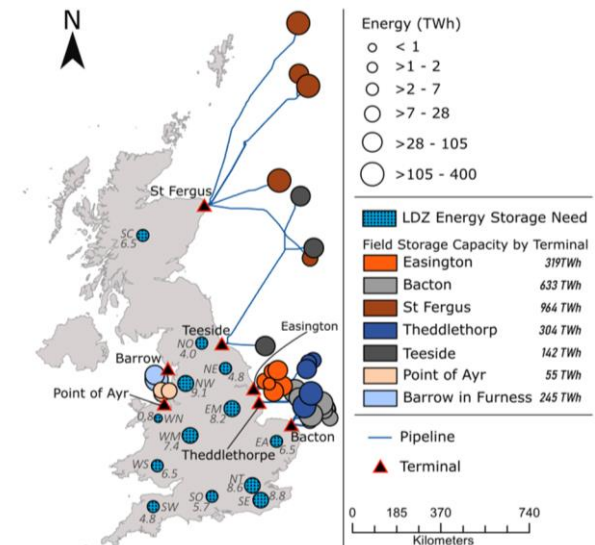 N
St Fergus
SC
6.5
Teeside
Easington
NO
4.0
Barrow
NE
4.8
NW
9.1
Point of Ayr
0.8
WN
EM
8.2
WM
7.4
EA
6.5
Bacton
Theddlethorpe
WS
6.5
NT
8.6
SE
8.8
SO
5.7
SW
4.8
Energy (TWh)
< 1
>1 - 2
>2 - 7
>7 - 28
>28 - 105
>105 - 400
LDZ Energy Storage Need
Field Storage Capacity by Terminal
Easington 319TWh
Bacton 633 TWh
St Fergus 964 TWh
Theddlethorp 304 TWh
Teeside 142 TWh
Point of Ayr 55 TWh
Barrow in Furness 245 TWh
Pipeline
Terminal
0 185 370 740
Kilometers